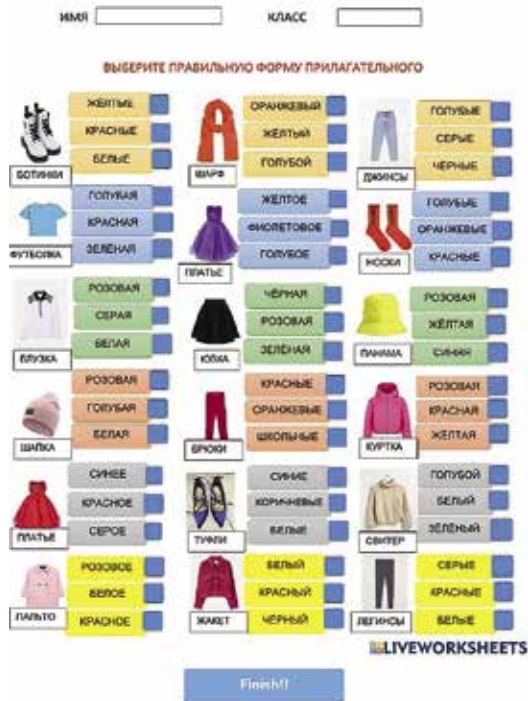 ИМЯ
КЛАСС
ВЫБЕРИТЕ ПРАВИЛЬНУЮ ФОРМУ ПРИЛАГАТЕЛЬНОГО
ЖЁЛТЫЕ
КРАСНЫЕ
БЕЛЫЕ
БОТИНКИ
ОРАНЖЕВЫЙ
ЖЁЛТЫЙ
ГОЛУБОЙ
ШАРФ
ГОЛУБЫЕ
СЕРЫЕ
ЧЕРНЫЕ
ДЖИНСЫ
ГОЛУБАЯ
КРАСНАЯ
ЗЕЛЁНАЯ
ФУТБОЛКА
ЖЕЛТОЕ
ФИОЛЕТОВОЕ
ГОЛУБОЕ
ПЛАТЬЕ
ГОЛУБЫЕ
ОРАНЖЕВЫЕ
КРАСНЫЕ
НОСКИ
РОЗОВАЯ
СЕРАЯ
БЕЛАЯ
БЛУЗКА
ЧЁРНАЯ
РОЗОВАЯ
ЗЕЛЁНАЯ
ЮБКА
РОЗОВАЯ
ЖЁЛТАЯ
СИНЯЯ
ПАНАМА
РОЗОВАЯ
ГОЛУБАЯ
БЕЛАЯ
ШАПКА
КРАСНЫЕ
ОРАНЖЕВЫЕ
ШКОЛЬНЫЕ
БРЮКИ
РОЗОВАЯ
КРАСНАЯ
ЖЕЛТАЯ
КУРТКА
СИНЕЕ
КРАСНОЕ
СЕРОЕ
ПЛАТЬЕ
СИНИЕ
КОРИЧНЕВЫЕ
БЕЛЫЕ
ТУФЛИ
ГОЛУБОЙ
БЕЛЫЙ
ЗЕЛЁНЫЙ
СВИТЕР
РОЗОВОЕ
БЕЛОЕ
КРАСНОЕ
ПАЛЬТО
БЕЛЫЙ
КРАСНЫЙ
ЧЕРНЫЙ
ЖАКЕТ
СЕРЫЕ
КРАСНЫЕ
БЕЛЫЕ
ЛЕГИНСЫ
LIVEWORKSHEETS
Finish!!